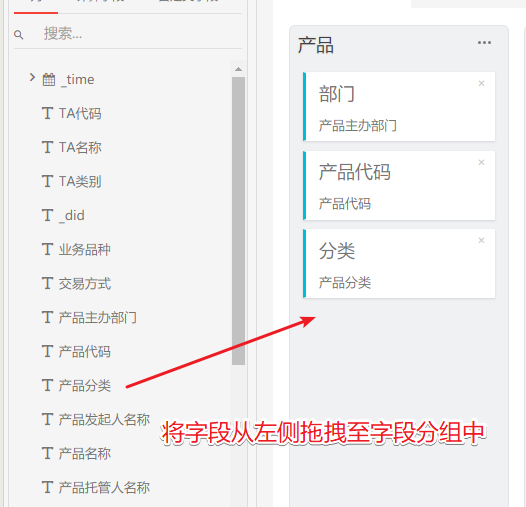 搜索...
_time
TA代码
TA名称
TA类别
_did
业务品种
交易方式
产品主办部门
产品代码
产品分类
产品发起人名称
产品名称
产品托管人名称
产品
部门
产品主办部门
产品代码
产品代码
分类
产品分类
将字段从左侧拖拽至字段分组中